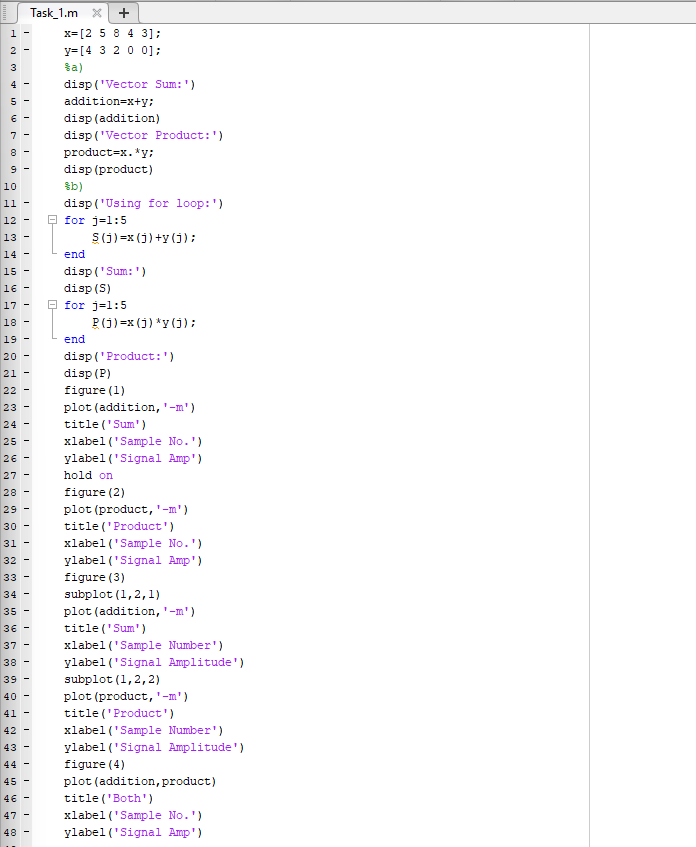 Task_1.m × +
1 - x=[2 5 8 4 3];
2 - y=[4 3 2 0 0];
3 %a)
4 - disp('Vector Sum:')
5 - addition=x+y;
6 - disp(addition)
7 - disp('Vector Product:')
8 - product=x.*y;
9 - disp(product)
10 %b)
11 - disp('Using for loop:')
12 - for j=1:5
13 - S(j)=x(j)+y(j);
14 - end
15 - disp('Sum:')
16 - disp(S)
17 - for j=1:5
18 - P(j)=x(j)*y(j);
19 - end
20 - disp('Product:')
21 - disp(P)
22 - figure(1)
23 - plot(addition,'-m')
24 - title('Sum')
25 - xlabel('Sample No.')
26 - ylabel('Signal Amp')
27 - hold on
28 - figure(2)
29 - plot(product,'-m')
30 - title('Product')
31 - xlabel('Sample No.')
32 - ylabel('Signal Amp')
33 - figure(3)
34 - subplot(1,2,1)
35 - plot(addition,'-m')
36 - title('Sum')
37 - xlabel('Sample Number')
38 - ylabel('Signal Amplitude')
39 - subplot(1,2,2)
40 - plot(product,'-m')
41 - title('Product')
42 - xlabel('Sample Number')
43 - ylabel('Signal Amplitude')
44 - figure(4)
45 - plot(addition,product)
46 - title('Both')
47 - xlabel('Sample No.')
48 - ylabel('Signal Amp')